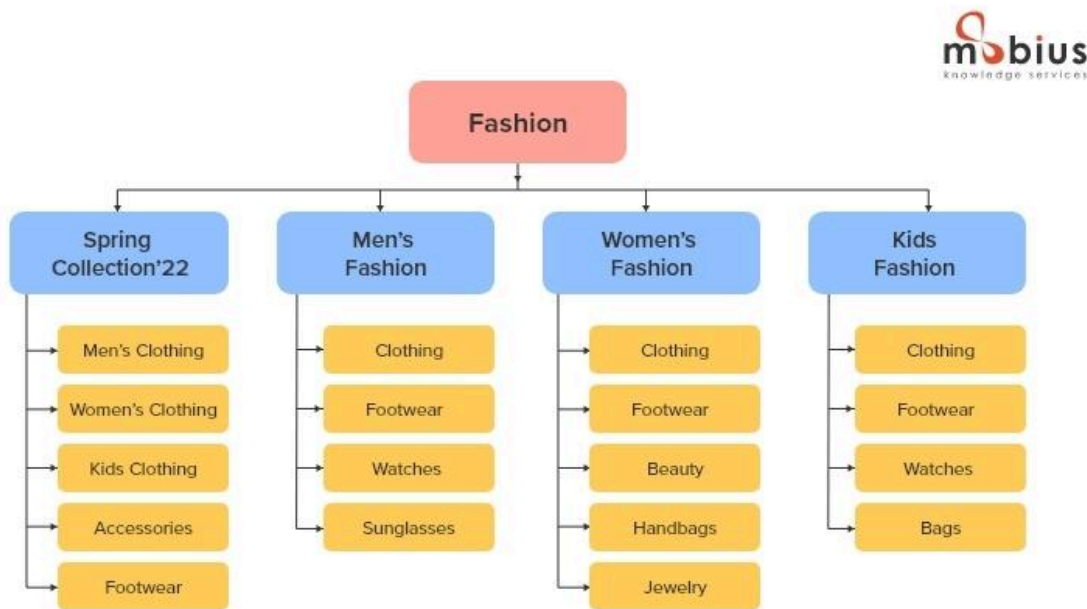 mobius
knowledge services
Fashion
Spring
Collection'22
Men's Clothing
Women's Clothing
Kids Clothing
Accessories
Footwear
Men's
Fashion
Clothing
Footwear
Watches
Sunglasses
Women's
Fashion
Clothing
Footwear
Beauty
Handbags
Jewelry
Kids
Fashion
Clothing
Footwear
Watches
Bags